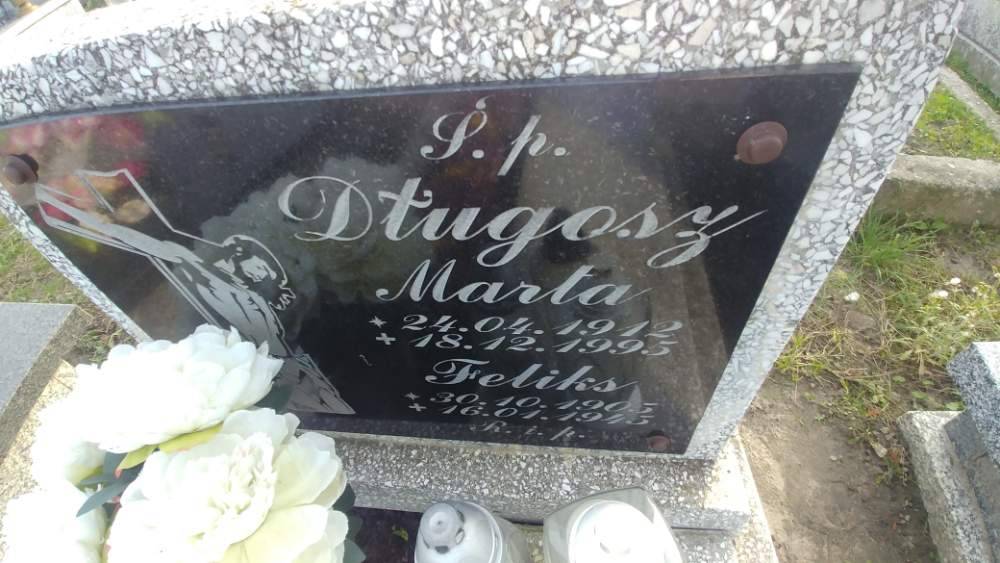 Ś. p.
Długosz
Marta
* 24.04.1912
+ 18.12.1995
Feliks
* 30.10.1905
+ 16.01.1945
R. i. p.